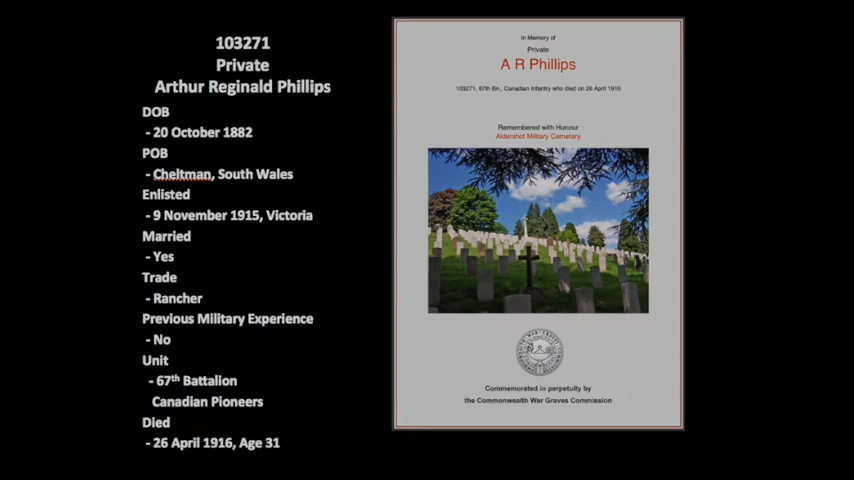 103271
Private
Arthur Reginald Phillips
DOB
- 20 October 1882
POB
- Cheltman, South Wales
Enlisted
- 9 November 1915, Victoria
Married
- Yes
Trade
- Rancher
Previous Military Experience
- No
Unit
- 67th Battalion
Canadian Pioneers
Died
- 26 April 1916, Age 31
In Memory of
Private
A R Phillips
103271, 67th Bn., Canadian Infantry who died on 26 April 1916
Remembered with Honour
Aldershot Military Cemetery
Commemorated in perpetuity by
the Commonwealth War Graves Commission